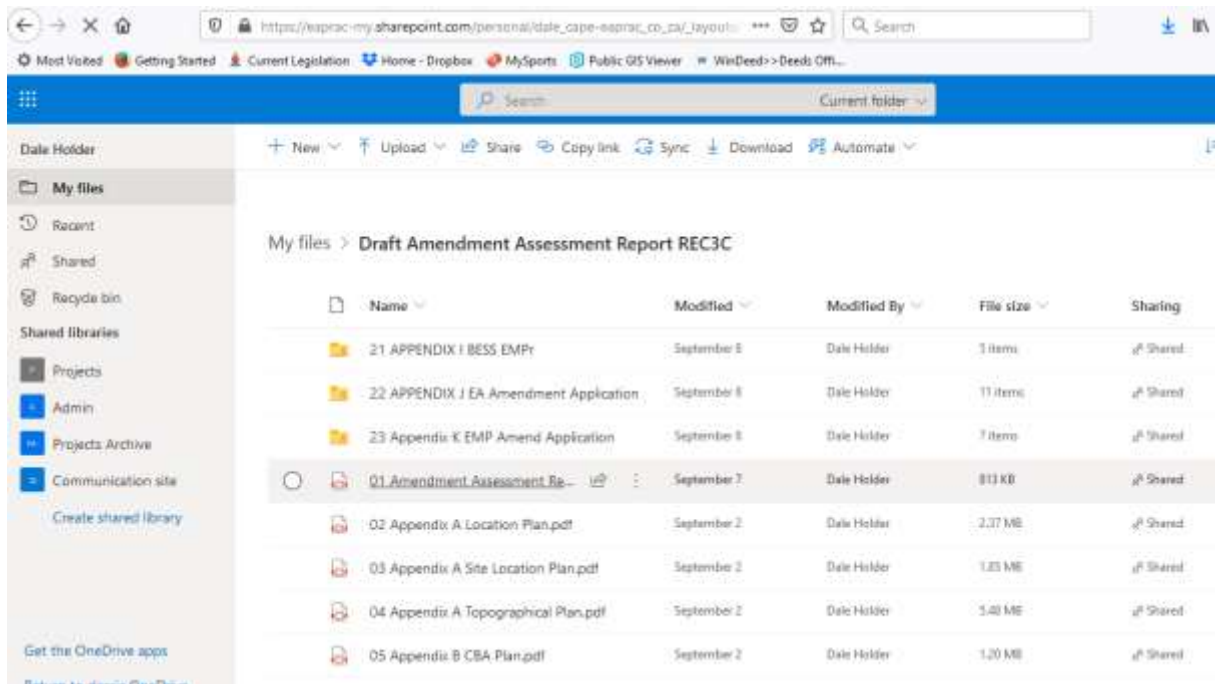 https://eaprac-my.sharepoint.com/personal/dale_cape-eaprac_co_za/_layouts ··· Search
Most Visited Getting Started Current Legislation Home - Dropbox MySports Public GIS Viewer WinDeed>>Deeds Offi...
Search Current folder
Dale Holder
New Upload Share Copy link Sync Download Automate
My files
Recent
Shared
Recycle bin
Shared libraries
Projects
Admin
Projects Archive
Communication site
Create shared library
Get the OneDrive apps
Return to classic OneDrive
My files > Draft Amendment Assessment Report REC3C
Name Modified Modified By File size Sharing
21 APPENDIX I BESS EMPr September 8 Dale Holder 5 items Shared
22 APPENDIX J EA Amendment Application September 8 Dale Holder 11 items Shared
23 Appendix K EMP Amend Application September 8 Dale Holder 7 items Shared
01 Amendment Assessment Re... September 7 Dale Holder 813 KB Shared
02 Appendix A Location Plan.pdf September 2 Dale Holder 2.37 MB Shared
03 Appendix A Site Location Plan.pdf September 2 Dale Holder 1.85 MB Shared
04 Appendix A Topographical Plan.pdf September 2 Dale Holder 5.48 MB Shared
05 Appendix B CBA Plan.pdf September 2 Dale Holder 1.20 MB Shared